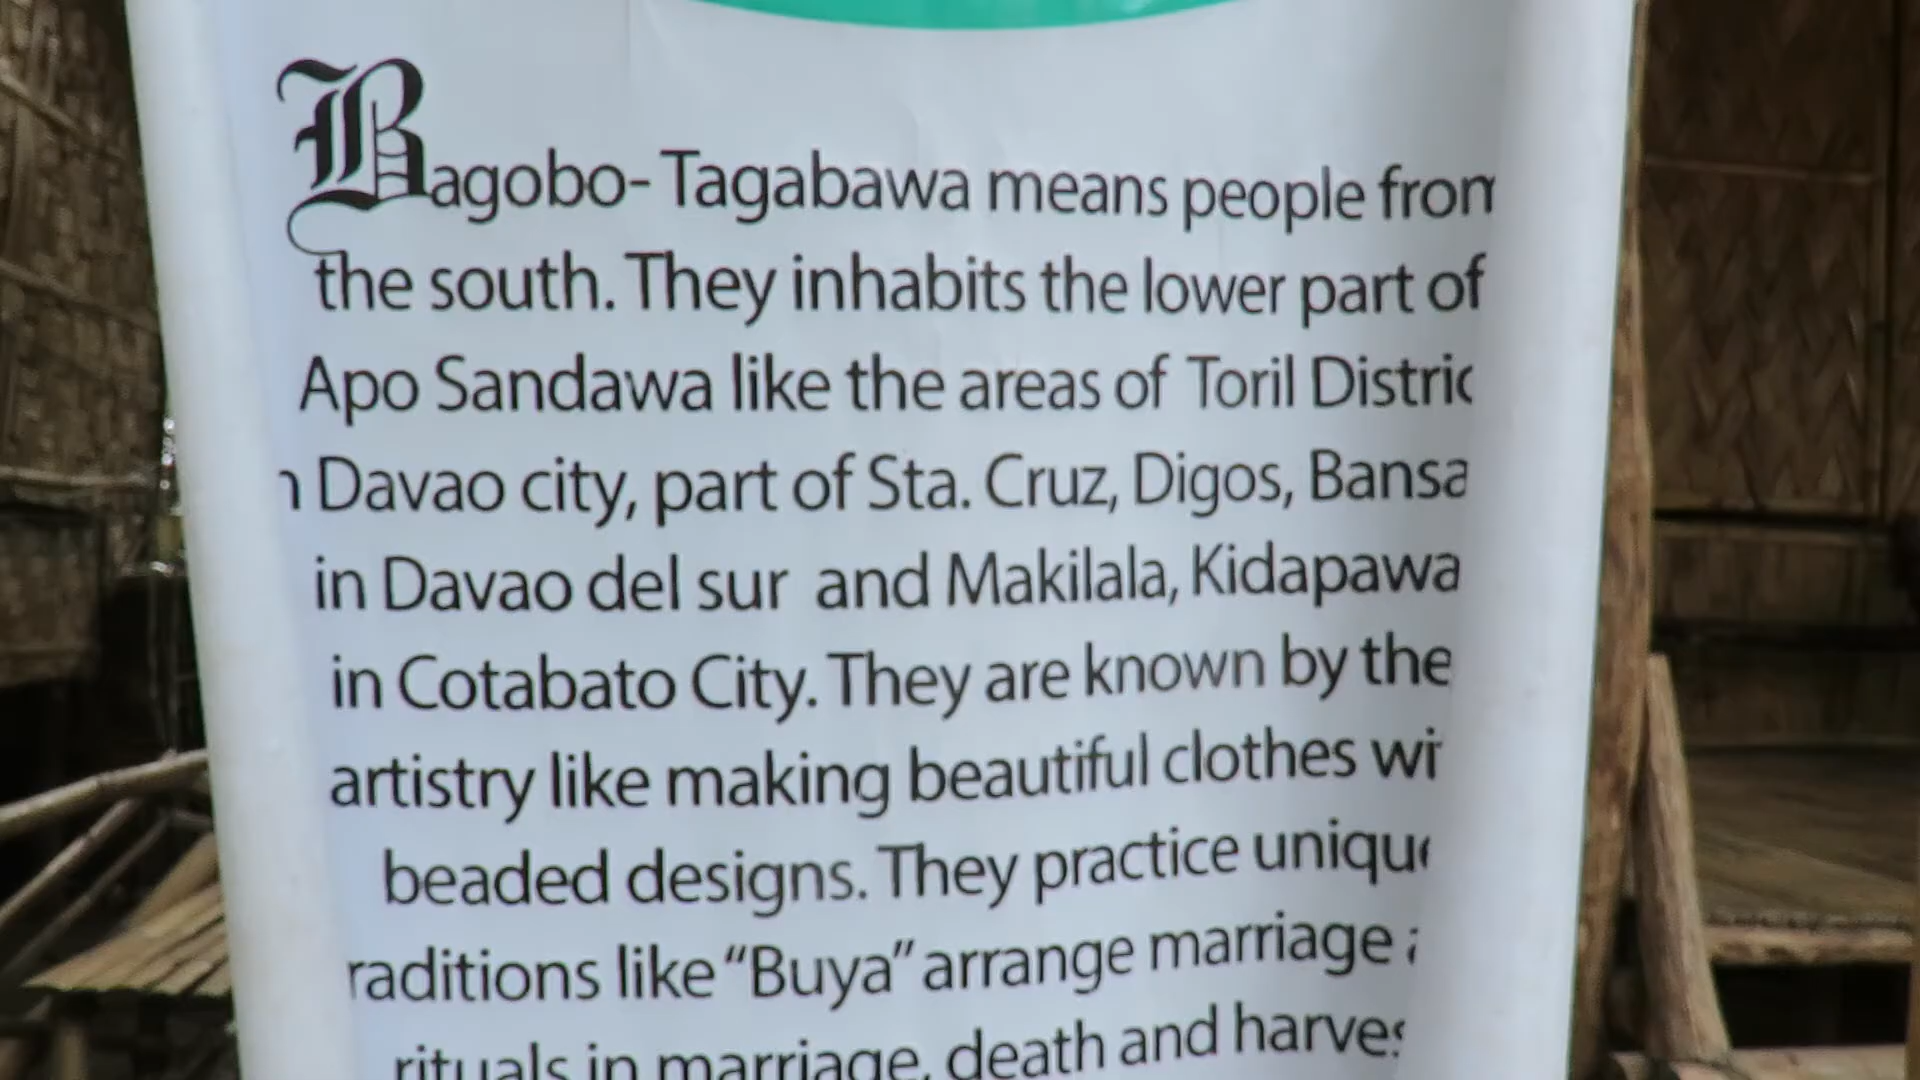 Bagobo- Tagabawa means people from
the south. They inhabits the lower part of
Apo Sandawa like the areas of Toril Distric
n Davao city, part of Sta. Cruz, Digos, Bansa
in Davao del sur and Makilala, Kidapawa
in Cotabato City. They are known by the
artistry like making beautiful clothes wi
beaded designs. They practice uniqu
raditions like "Buya" arrange marriage
rituals in marriage, death and harves